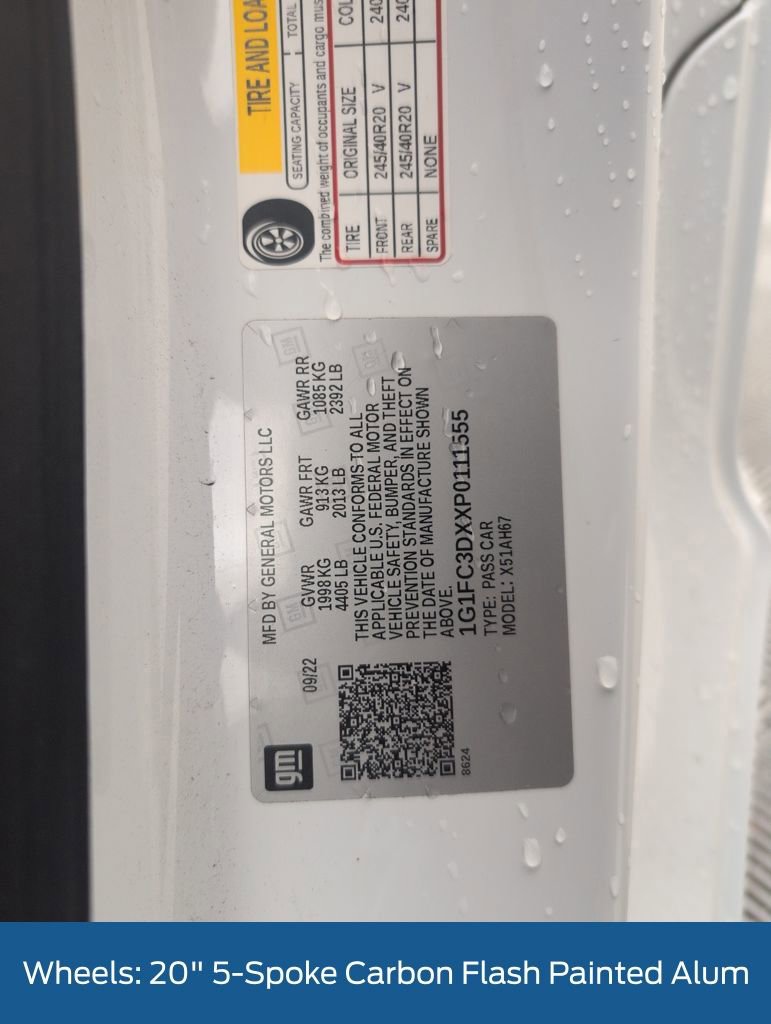 TIRE AND LOA
SEATING CAPACITY
TOTAL
The combined weight of occupants and cargo mus
TIRE ORIGINAL SIZE COL
FRONT 245/40R20 V 240
REAR 245/40R20 V 240
SPARE NONE
gm
MFD BY GENERAL MOTORS LLC
09/22 GVWR GAWR FRT GAWR RR
1998 KG 913 KG 1085 KG
4405 LB 2013 LB 2392 LB
THIS VEHICLE CONFORMS TO ALL
APPLICABLE U.S. FEDERAL MOTOR
VEHICLE SAFETY, BUMPER, AND THEFT
PREVENTION STANDARDS IN EFFECT ON
THE DATE OF MANUFACTURE SHOWN
ABOVE.
1G1FC3DXXP0111555
TYPE: PASS CAR
MODEL: X51AH67
8624
Wheels: 20" 5-Spoke Carbon Flash Painted Alum